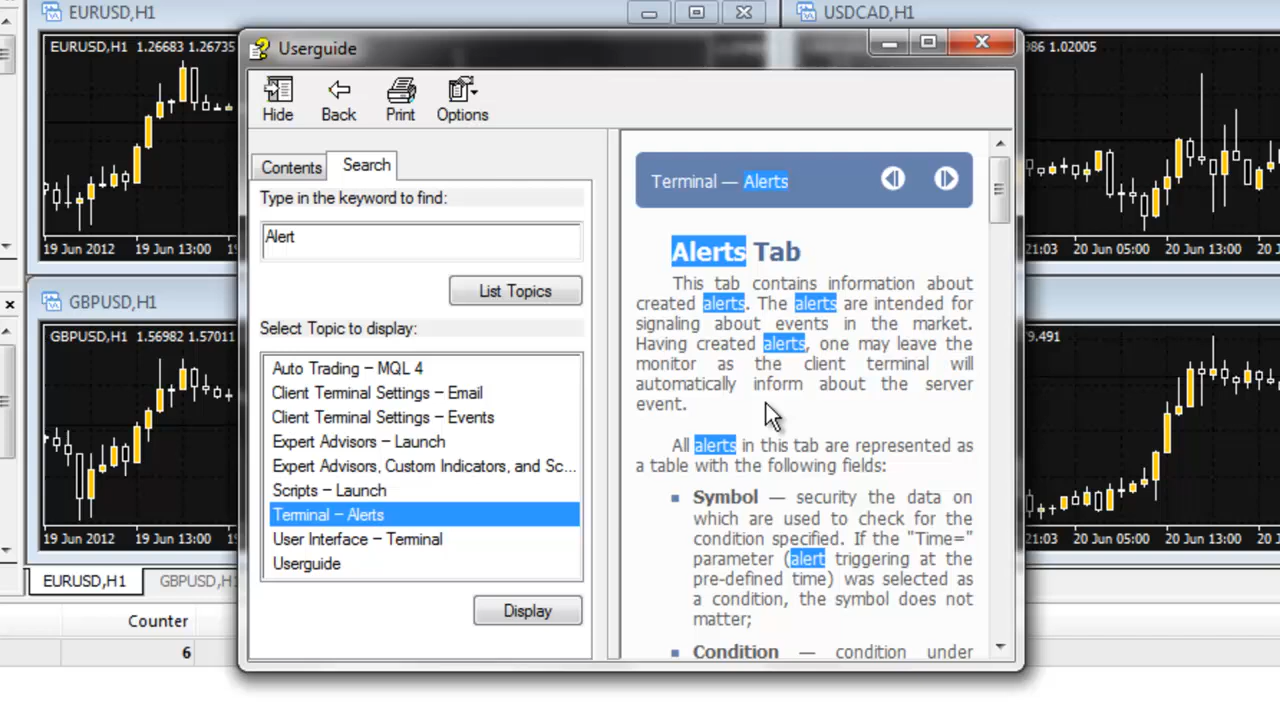 EURUSD,H1
USDCAD,H1
EURUSD,H1 1.26683 1.26735
986 1.02005
19 Jun 2012 19 Jun 13:00
21:03 20 Jun 05:00 20 Jun 13:00
GBPUSD,H1
GBPUSD,H1 1.56982 1.57011
79.491
19 Jun 2012 19 Jun 13:00
21:03 20 Jun 05:00 20 Jun 13:00
EURUSD,H1 GBPUSD,H1
Counter
6
Userguide
Hide Back Print Options
Contents Search
Type in the keyword to find:
Alert
List Topics
Select Topic to display:
Auto Trading – MQL 4
Client Terminal Settings – Email
Client Terminal Settings – Events
Expert Advisors – Launch
Expert Advisors, Custom Indicators, and Sc...
Scripts – Launch
Terminal – Alerts
User Interface – Terminal
Userguide
Display
Terminal — Alerts
Alerts Tab
This tab contains information about
created alerts. The alerts are intended for
signaling about events in the market.
Having created alerts, one may leave the
monitor as the client terminal will
automatically inform about the server
event.
All alerts in this tab are represented as
a table with the following fields:
Symbol — security the data on
which are used to check for the
condition specified. If the "Time="
parameter (alert triggering at the
pre-defined time) was selected as
a condition, the symbol does not
matter;
Condition — condition under